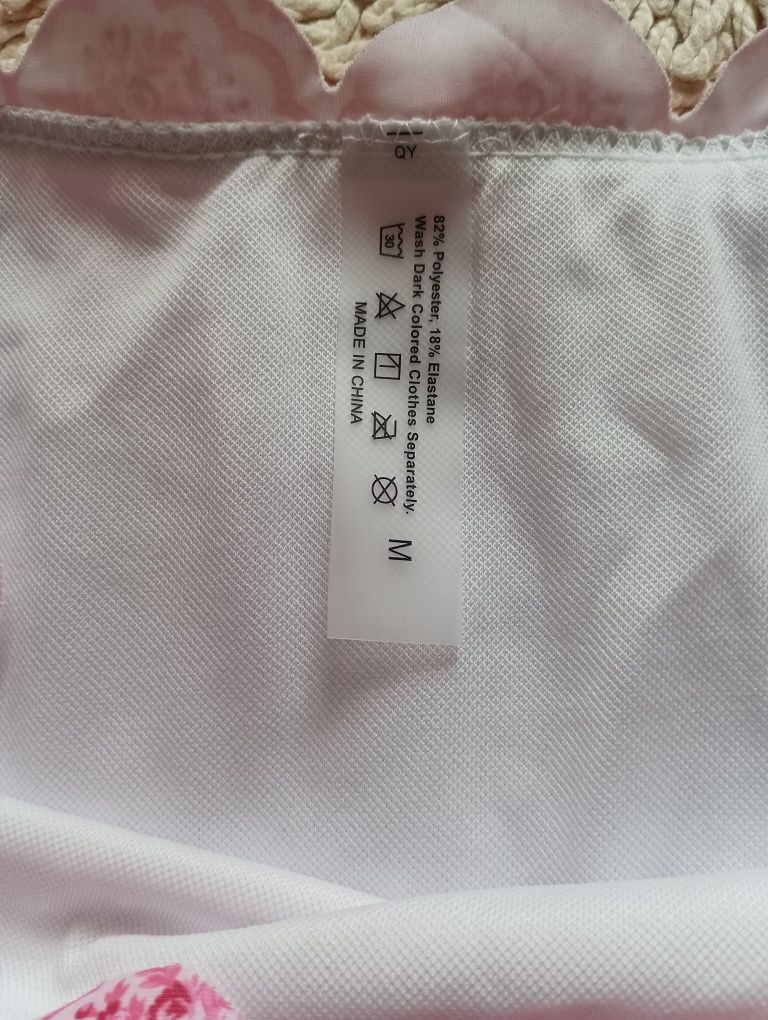 QY
82% Polyester, 18% Elastane
Wash Dark Colored Clothes Separately.
30
M
MADE IN CHINA